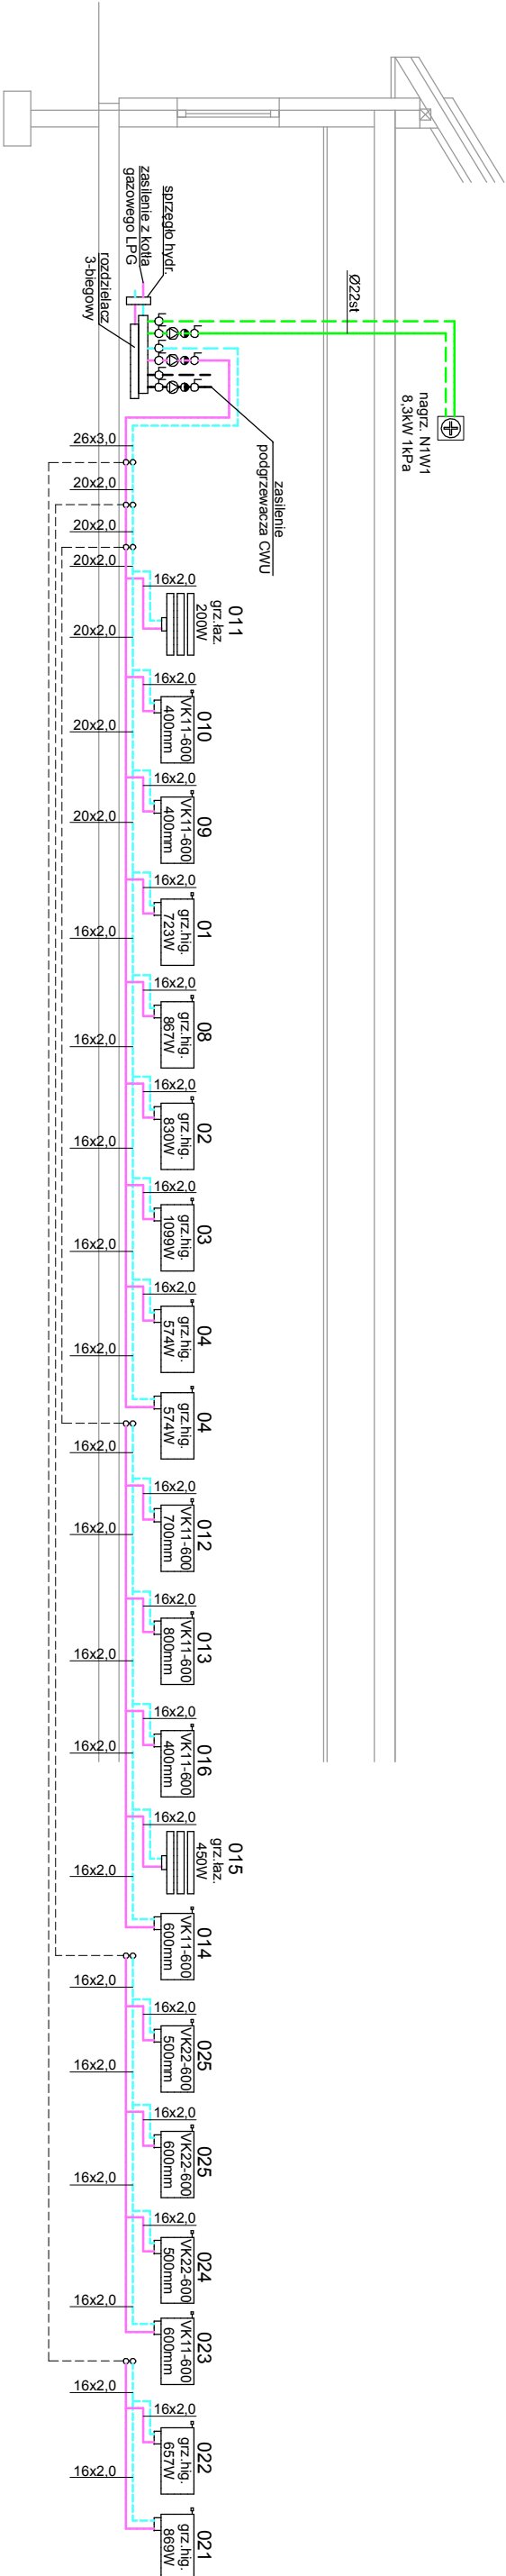 Ø22st
nagrz. N1W1
8,3kW 1kPa
sprzęgło hydr.
zasilenie z kotła
gazowego LPG
rozdzielacz
3-biegowy
zasilenie
podgrzewacza CWU
26x3,0
20x2,0
20x2,0
20x2,0
16x2,0
011
grz.łaz.
200W
20x2,0
16x2,0
010
VK11-600
400mm
20x2,0
16x2,0
09
VK11-600
400mm
20x2,0
16x2,0
01
grz.hig.
723W
16x2,0
16x2,0
08
grz.hig.
867W
16x2,0
16x2,0
02
grz.hig.
830W
16x2,0
16x2,0
03
grz.hig.
1099W
16x2,0
16x2,0
04
grz.hig.
574W
16x2,0
04
grz.hig.
574W
16x2,0
16x2,0
012
VK11-600
700mm
16x2,0
16x2,0
013
VK11-600
800mm
16x2,0
16x2,0
016
VK11-600
400mm
16x2,0
16x2,0
015
grz.łaz.
450W
16x2,0
014
VK11-600
600mm
16x2,0
16x2,0
025
VK22-600
500mm
16x2,0
16x2,0
025
VK22-600
600mm
16x2,0
16x2,0
024
VK22-600
500mm
16x2,0
023
VK11-600
600mm
16x2,0
16x2,0
022
grz.hig.
657W
16x2,0
021
grz.hig.
869W